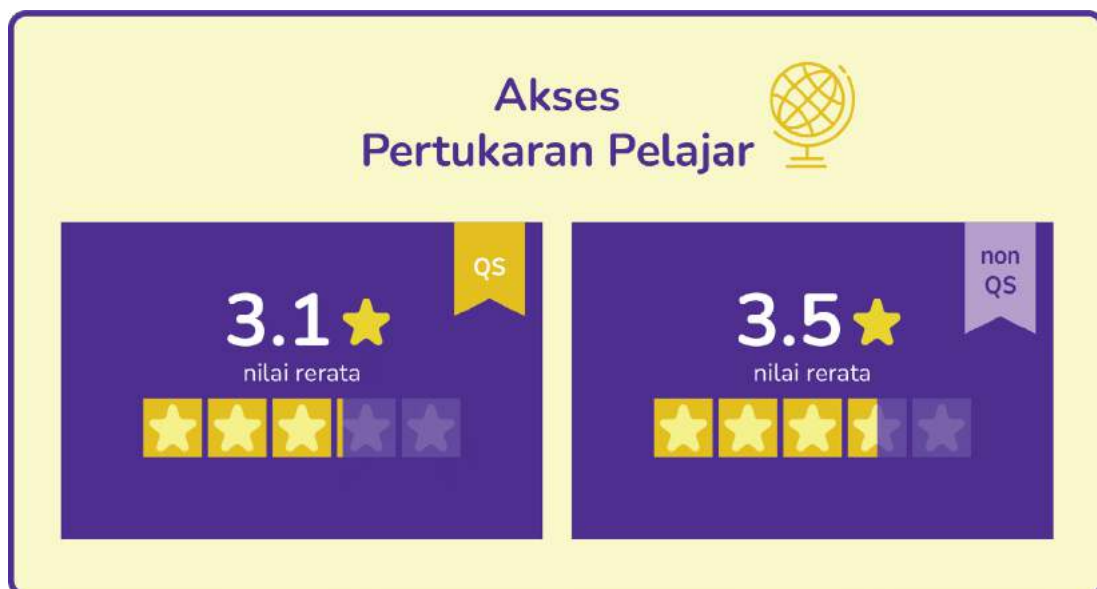 Akses
Pertukaran Pelajar
QS
3.1
nilai rerata
non
QS
3.5
nilai rerata